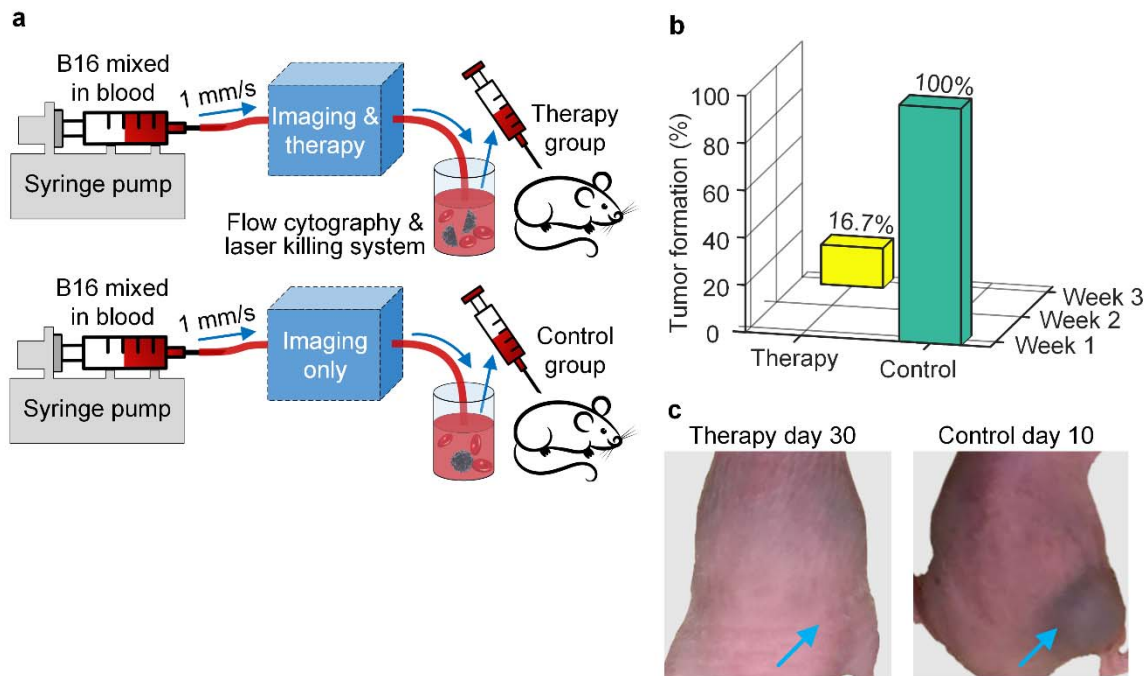 a
B16 mixed
in blood
1 mm/s
Imaging &
therapy
Therapy
group
Syringe pump
Flow cytography &
laser killing system
B16 mixed
in blood
1 mm/s
Imaging
only
Control
group
Syringe pump
b
Tumor formation (%)
100
80
60
40
20
0
16.7%
100%
Week 3
Week 2
Week 1
Therapy
Control
c
Therapy day 30
Control day 10